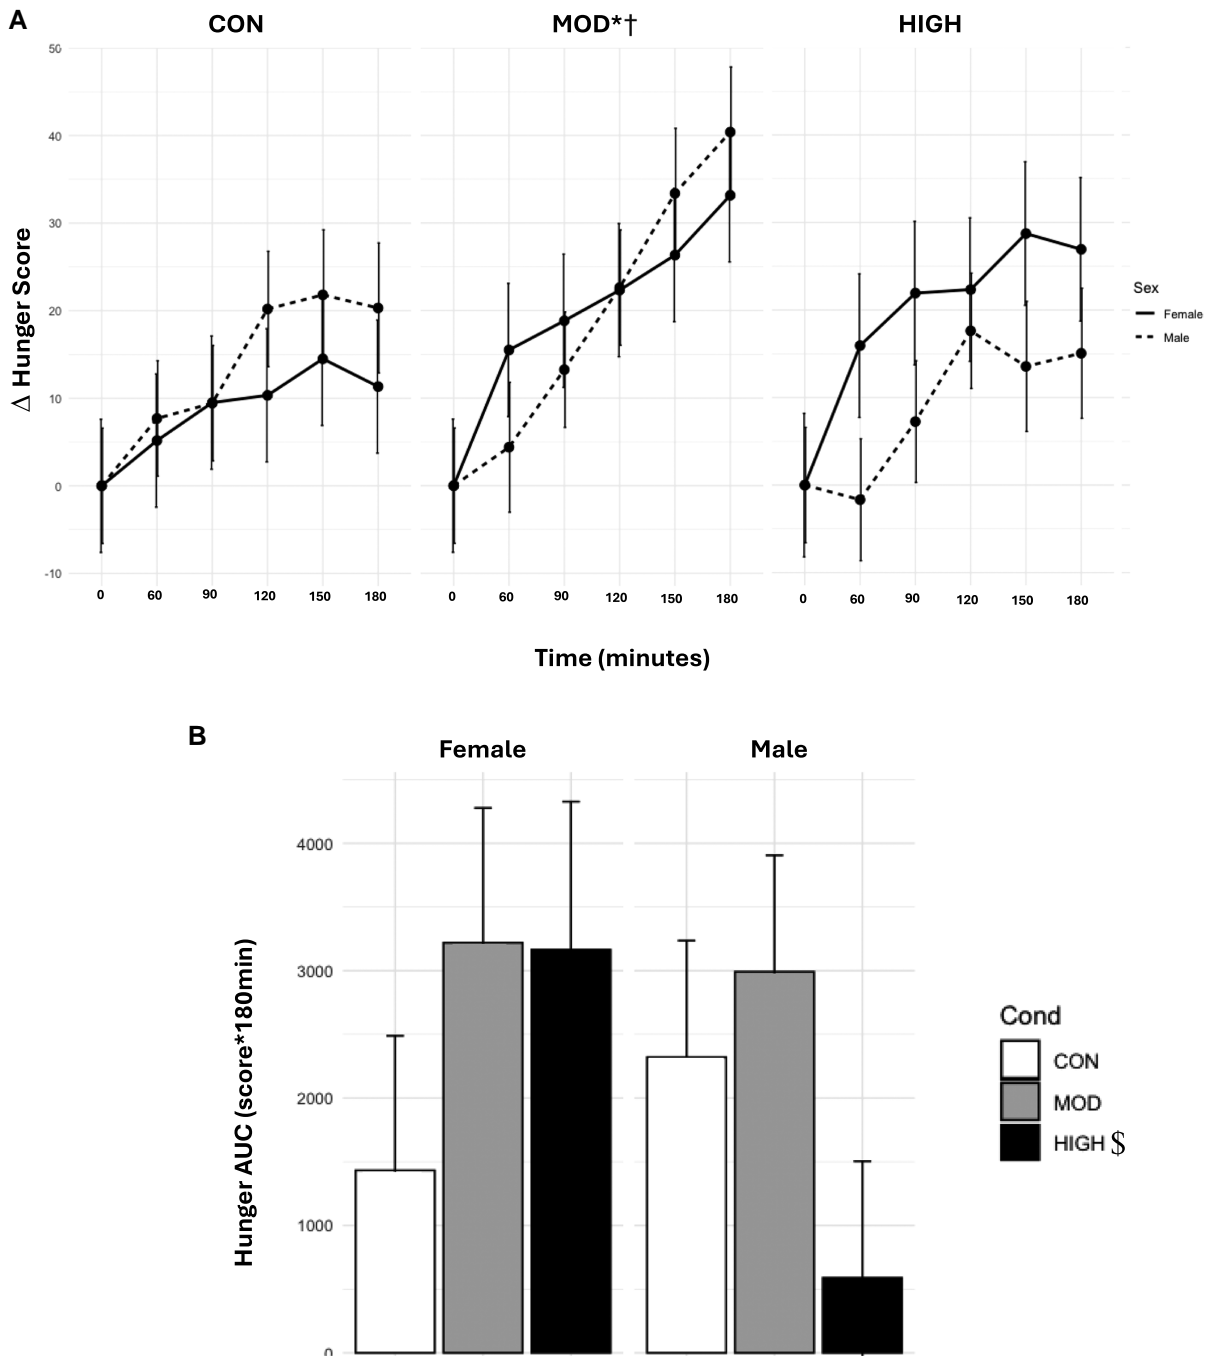 A
CON MOD*† HIGH
50
40
30
20
10
0
-10
Δ Hunger Score
0 60 90 120 150 180
0 60 90 120 150 180
0 60 90 120 150 180
Time (minutes)
Sex
Female
Male
B
Female Male
Hunger AUC (score*180min)
4000
3000
2000
1000
0
Cond
CON
MOD
HIGH $